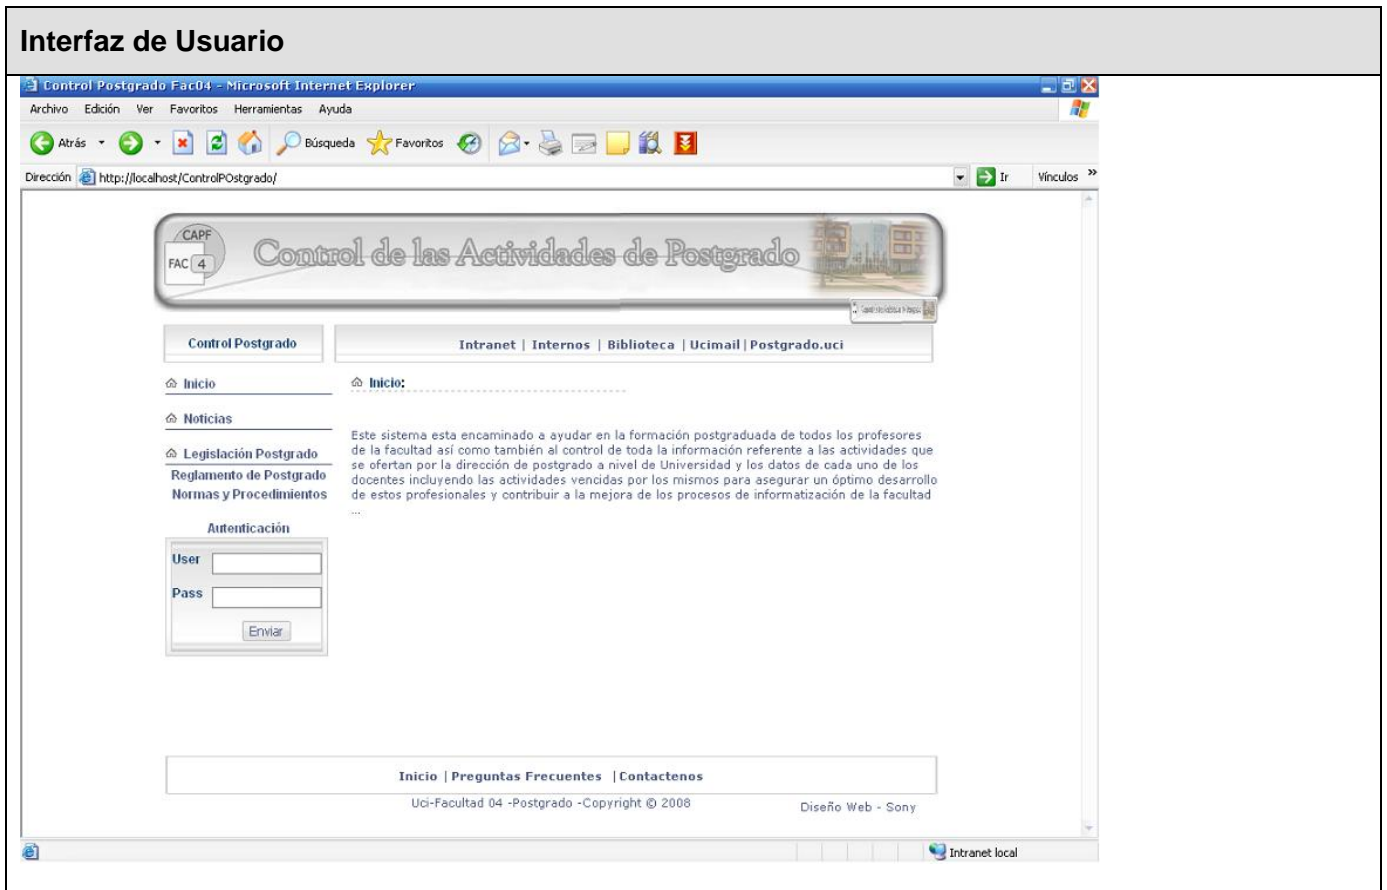 Interfaz de Usuario
Control Postgrado Fac04 - Microsoft Internet Explorer
Archivo Edición Ver Favoritos Herramientas Ayuda
Atrás Búsqueda Favoritos
Dirección http://localhost/ControlPOstgrado/ Ir Vínculos »
CAPF
FAC 4
Control de las Actividades de Postgrado
Control Postgrado
Intranet | Internos | Biblioteca | Ucimail | Postgrado.uci
Inicio
Noticias
Legislación Postgrado
Reglamento de Postgrado
Normas y Procedimientos
Autenticación
User
Pass
Enviar
Inicio:
Este sistema esta encaminado a ayudar en la formación postgraduada de todos los profesores
de la facultad así como también al control de toda la información referente a las actividades que
se ofertan por la dirección de postgrado a nivel de Universidad y los datos de cada uno de los
docentes incluyendo las actividades vencidas por los mismos para asegurar un óptimo desarrollo
de estos profesionales y contribuir a la mejora de los procesos de informatización de la facultad
...
Inicio | Preguntas Frecuentes | Contactenos
Uci-Facultad 04 -Postgrado -Copyright © 2008
Diseño Web - Sony
Intranet local